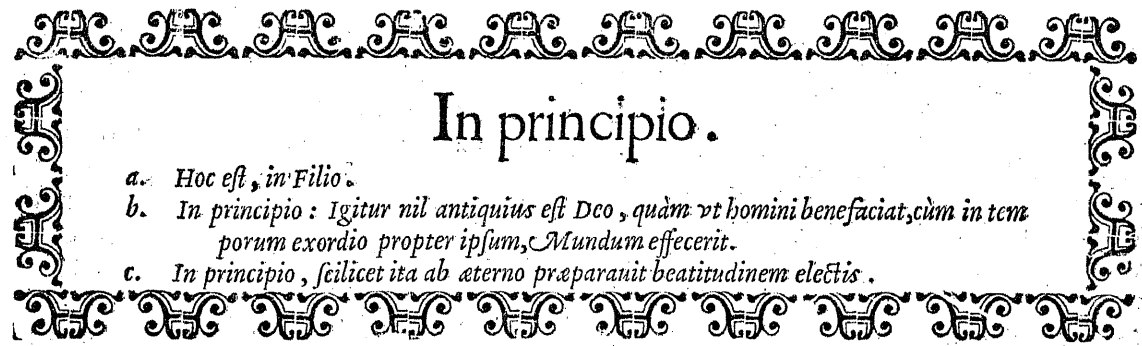 In principio.
a. Hoc eſt, in Filio.
b. In principio: Igitur nil antiquius eſt Deo, quàm vt homini benefaciat, cùm in tem
porum exordio propter ipſum, Mundum effecerit.
c. In principio, ſcilicet ita ab æterno præparauit beatitudinem electis.